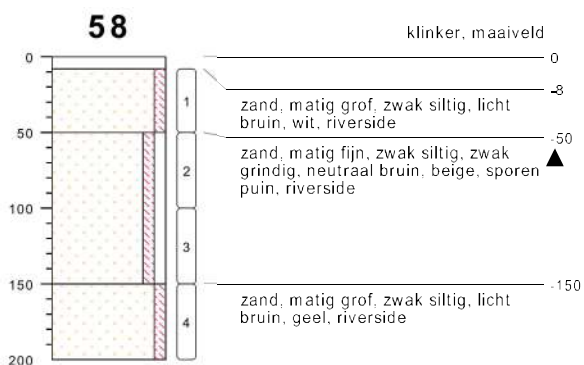 58
klinker, maaiveld
0
0
-8
1
zand, matig grof, zwak siltig, licht
bruin, wit, riverside
50
-50
zand, matig fijn, zwak siltig, zwak
grindig, neutraal bruin, beige, sporen
puin, riverside
2
100
3
150
-150
zand, matig grof, zwak siltig, licht
bruin, geel, riverside
4
200